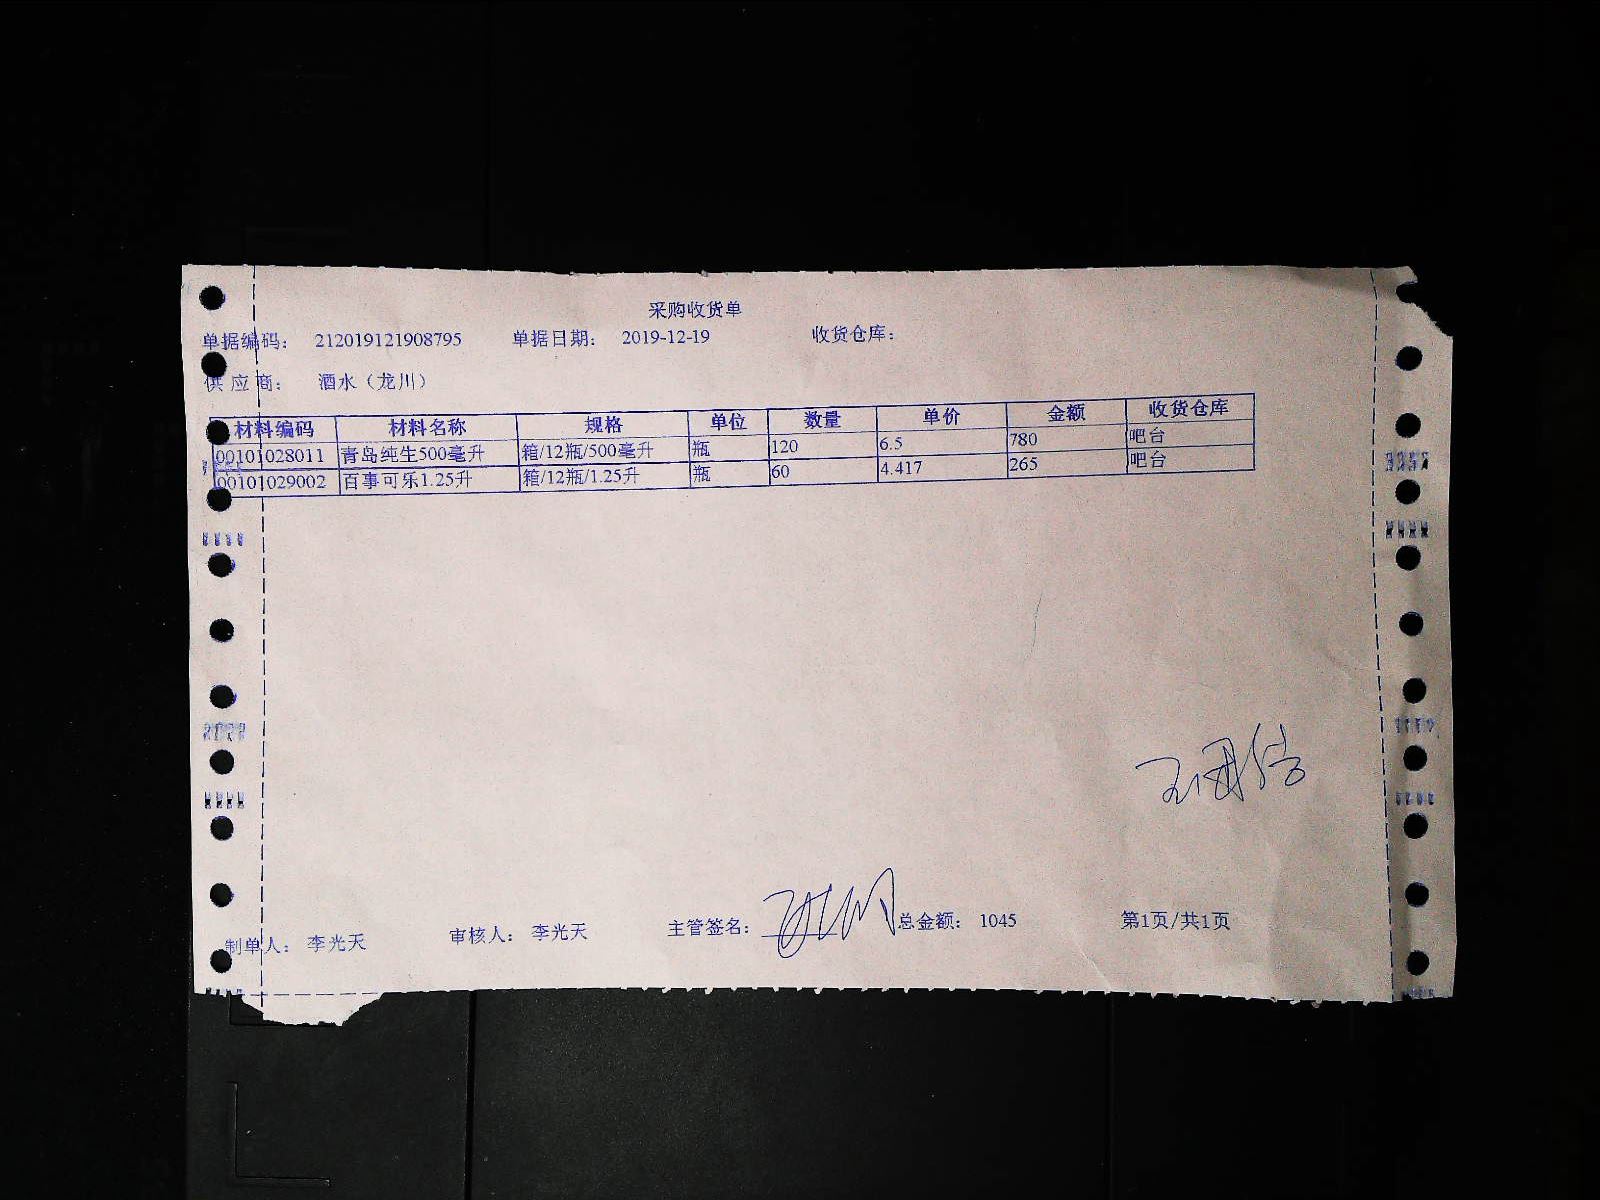 采购收货单
单据编码： 212019121908795 单据日期： 2019-12-19 收货仓库：
供应商： 酒水（龙川）
材料编码 材料名称 规格 单位 数量 单价 金额 收货仓库
00101028011 青岛纯生500毫升 箱/12瓶/500毫升 瓶 120 6.5 780 吧台
00101029002 百事可乐1.25升 箱/12瓶/1.25升 瓶 60 4.417 265 吧台
制单人： 李光天 审核人： 李光天 主管签名： 总金额： 1045 第1页/共1页